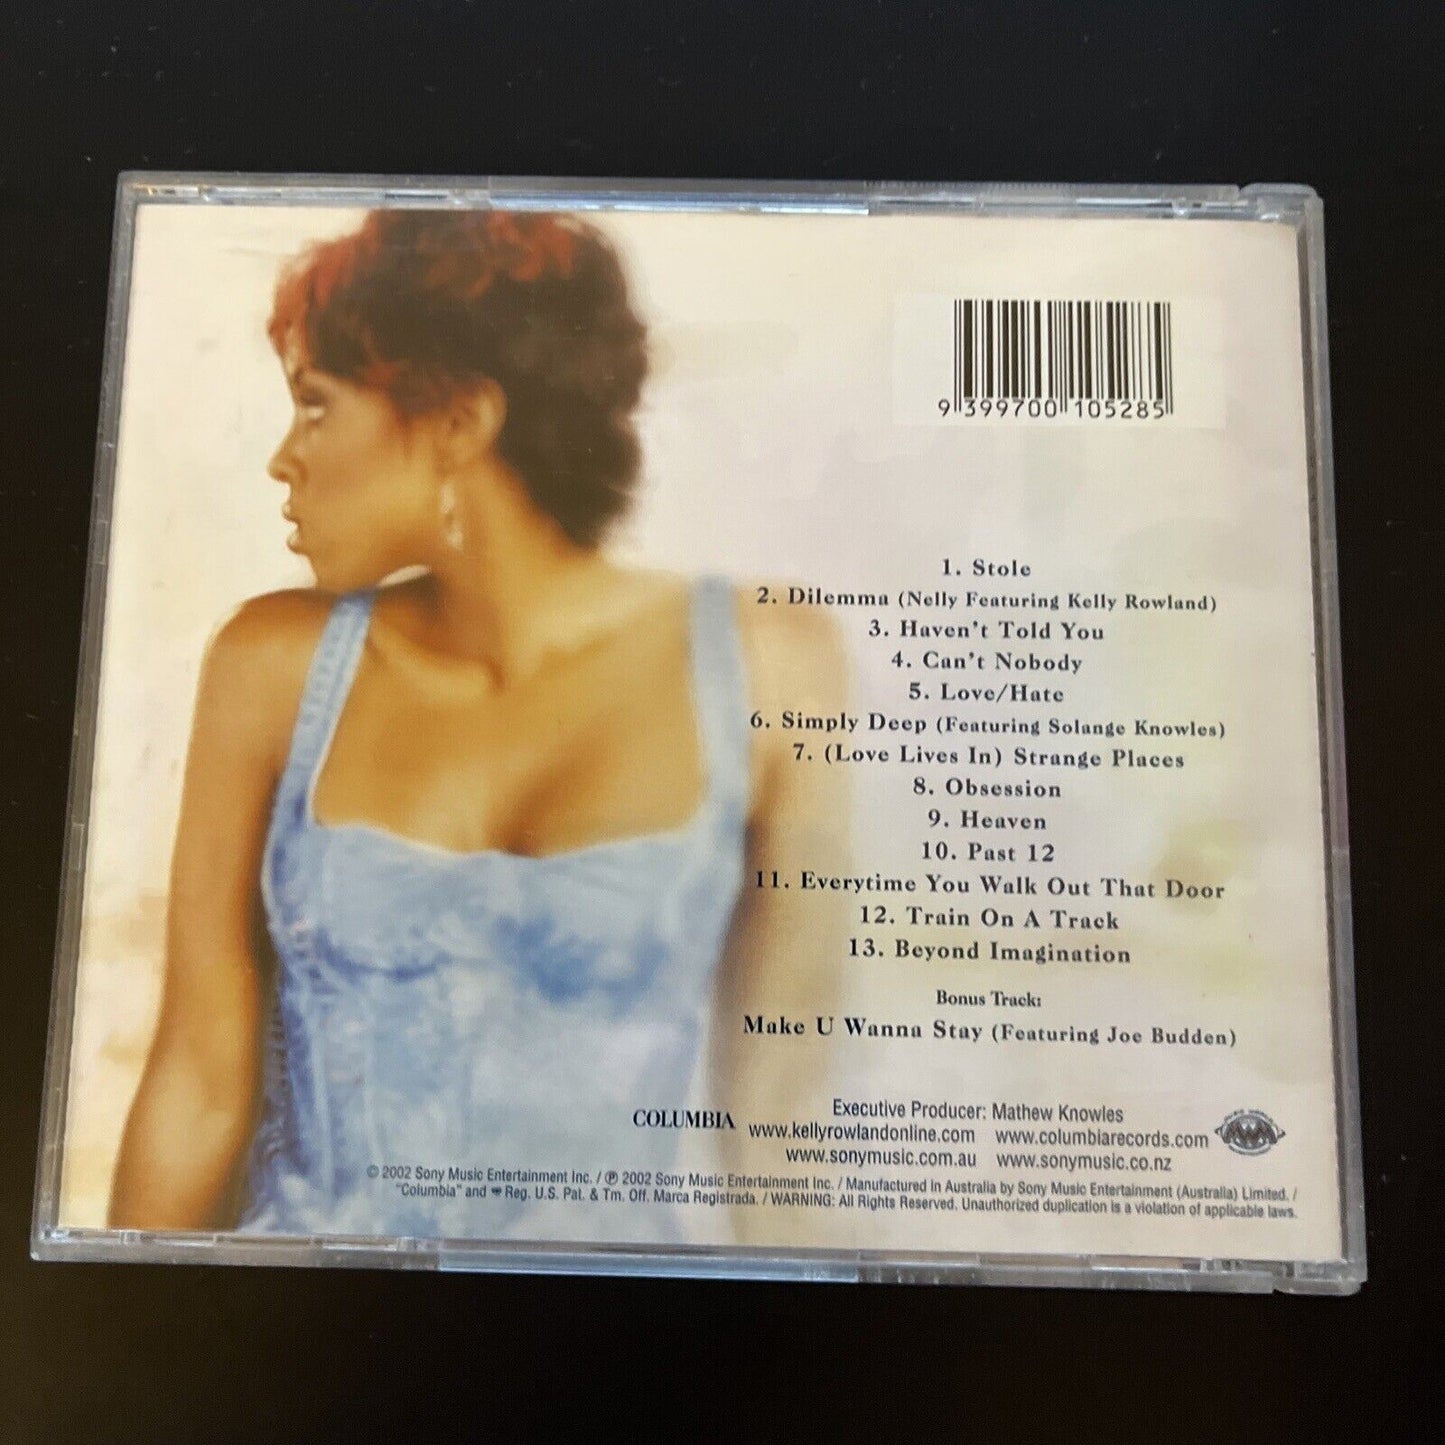 9 399700 105285
1. Stole
2. Dilemma (Nelly Featuring Kelly Rowland)
3. Haven't Told You
4. Can't Nobody
5. Love/Hate
6. Simply Deep (Featuring Solange Knowles)
7. (Love Lives In) Strange Places
8. Obsession
9. Heaven
10. Past 12
11. Everytime You Walk Out That Door
12. Train On A Track
13. Beyond Imagination
Bonus Track:
Make U Wanna Stay (Featuring Joe Budden)
COLUMBIA
Executive Producer: Mathew Knowles
www.kellyrowlandonline.com www.columbiarecords.com
www.sonymusic.com.au www.sonymusic.co.nz
© 2002 Sony Music Entertainment Inc. / ℗ 2002 Sony Music Entertainment Inc. / Manufactured in Australia by Sony Music Entertainment (Australia) Limited. /
"Columbia" and Reg. U.S. Pat. & Tm. Off. Marca Registrada. / WARNING: All Rights Reserved. Unauthorized duplication is a violation of applicable laws.